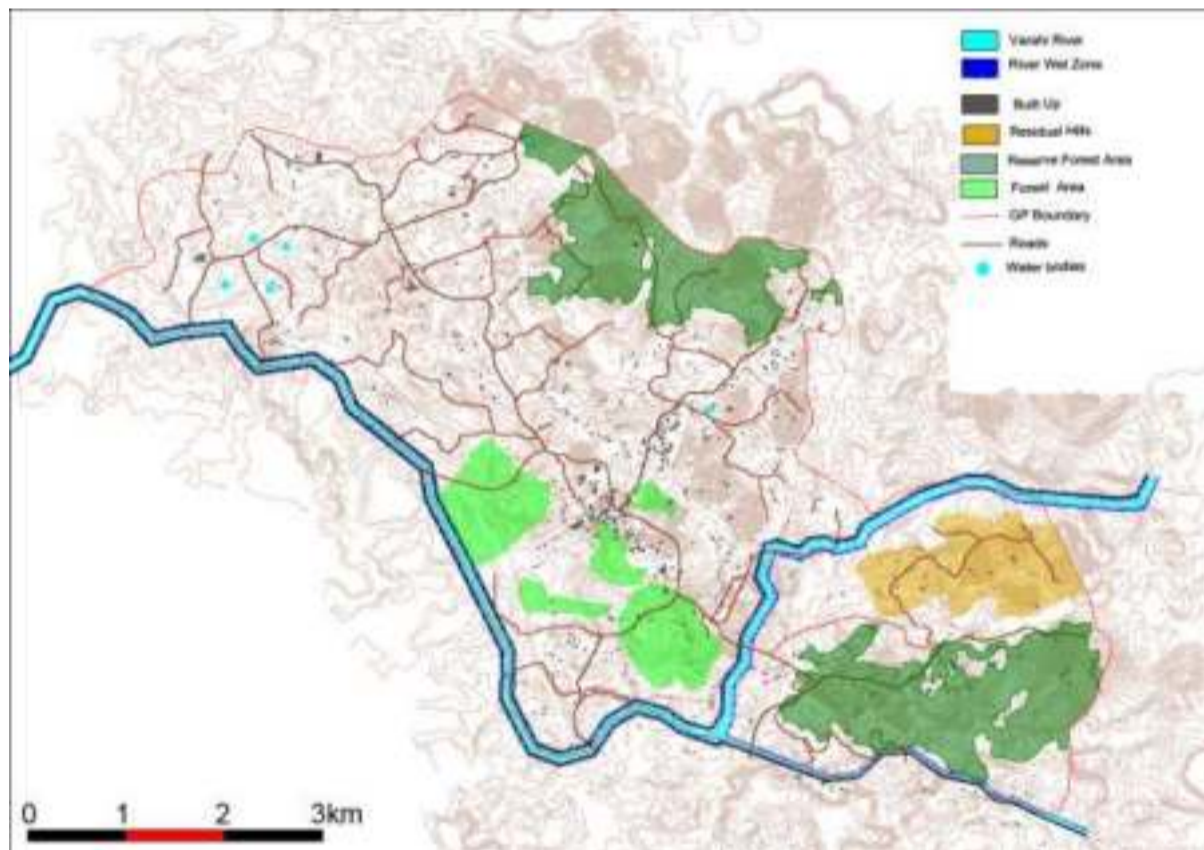 Varahi River
River Wet Zone
Built Up
Residual Hills
Reserve Forest Area
Forest Area
GP Boundary
Roads
Water bodies
0 1 2 3km